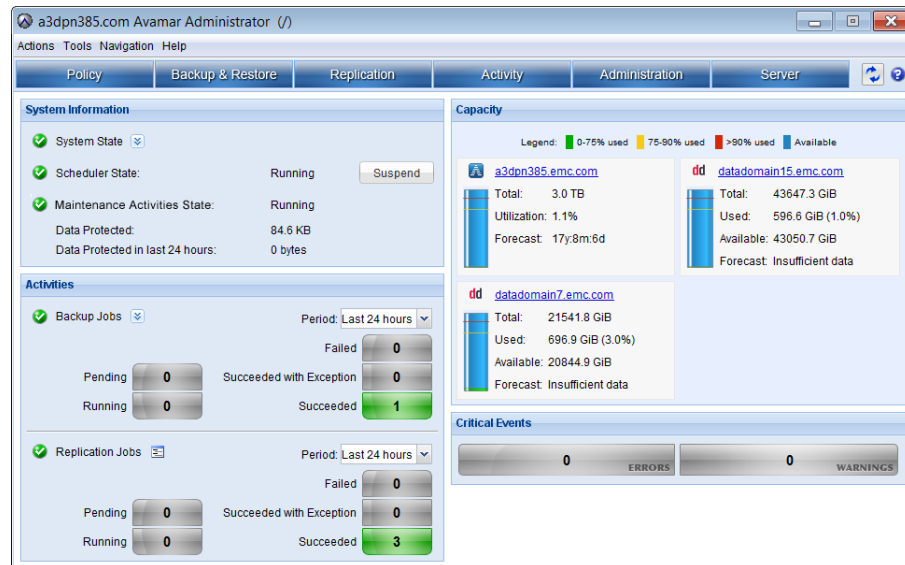 a3dpn385.com Avamar Administrator (/)
Actions Tools Navigation Help
Policy Backup & Restore Replication Activity Administration Server
System Information
System State
Scheduler State: Running Suspend
Maintenance Activities State: Running
Data Protected: 84.6 KB
Data Protected in last 24 hours: 0 bytes
Activities
Backup Jobs Period: Last 24 hours
Failed 0
Pending 0 Succeeded with Exception 0
Running 0 Succeeded 1
Replication Jobs Period: Last 24 hours
Failed 0
Pending 0 Succeeded with Exception 0
Running 0 Succeeded 3
Capacity
Legend: 0-75% used 75-90% used >90% used Available
a3dpn385.emc.com
Total: 3.0 TB
Utilization: 1.1%
Forecast: 17y:8m:6d
dd datadomain15.emc.com
Total: 43647.3 GiB
Used: 596.6 GiB (1.0%)
Available: 43050.7 GiB
Forecast: Insufficient data
dd datadomain7.emc.com
Total: 21541.8 GiB
Used: 696.9 GiB (3.0%)
Available: 20844.9 GiB
Forecast: Insufficient data
Critical Events
0 ERRORS 0 WARNINGS